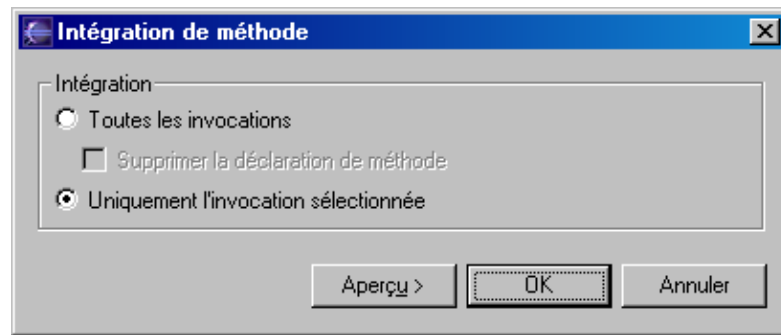 Intégration de méthode
Intégration
Toutes les invocations
Supprimer la déclaration de méthode
Uniquement l'invocation sélectionnée
Aperçu > OK Annuler